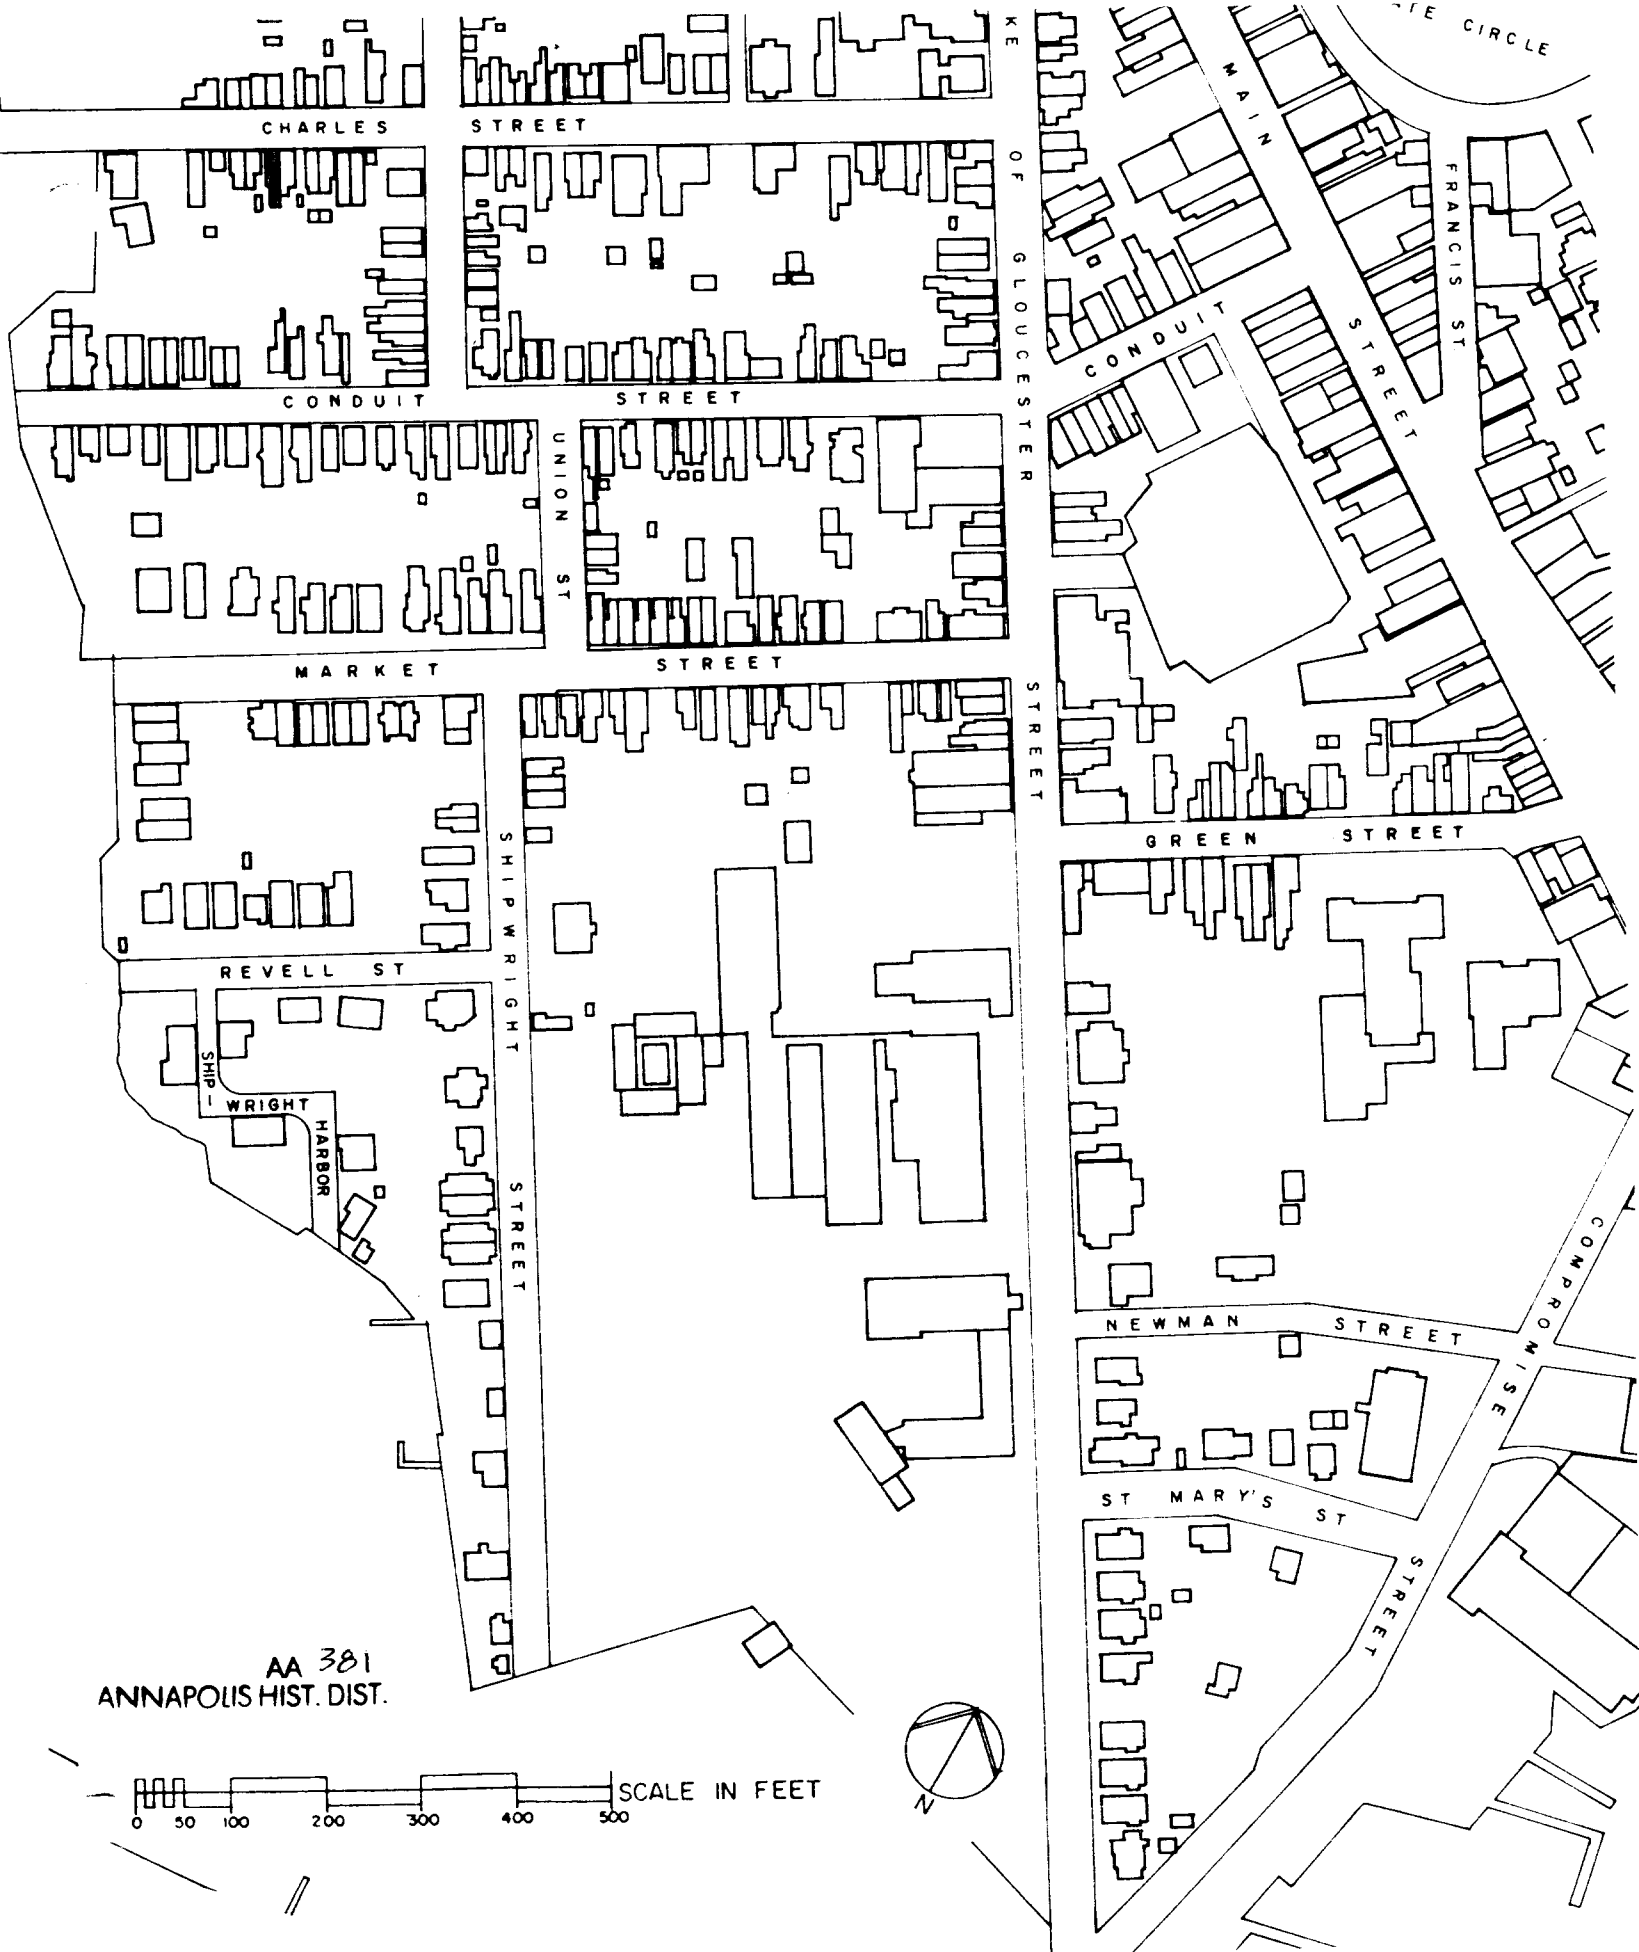 TE CIRCLE
KE OF GLOUCESTER STREET
MAIN STREET
CHARLES STREET
FRANCIS ST.
CONDUIT
CONDUIT STREET
UNION ST
MARKET STREET
GREEN STREET
SHIPWRIGHT STREET
REVELL ST
SHIP-
WRIGHT
HARBOR
COMPROMISE STREET
NEWMAN STREET
ST MARY'S ST
AA 381
ANNAPOLIS HIST. DIST.
SCALE IN FEET
0 50 100 200 300 400 500
N